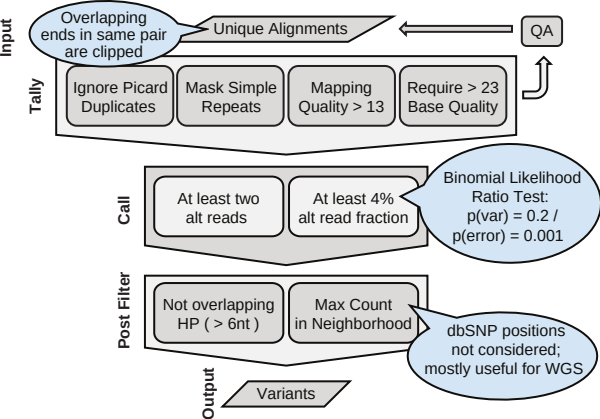 Input
Overlapping
ends in same pair
are clipped
Unique Alignments
QA
Tally
Ignore Picard
Duplicates
Mask Simple
Repeats
Mapping
Quality > 13
Require > 23
Base Quality
Call
At least two
alt reads
At least 4%
alt read fraction
Binomial Likelihood
Ratio Test:
p(var) = 0.2 /
p(error) = 0.001
Post Filter
Not overlapping
HP ( > 6nt )
Max Count
in Neighborhood
dbSNP positions
not considered;
mostly useful for WGS
Output
Variants